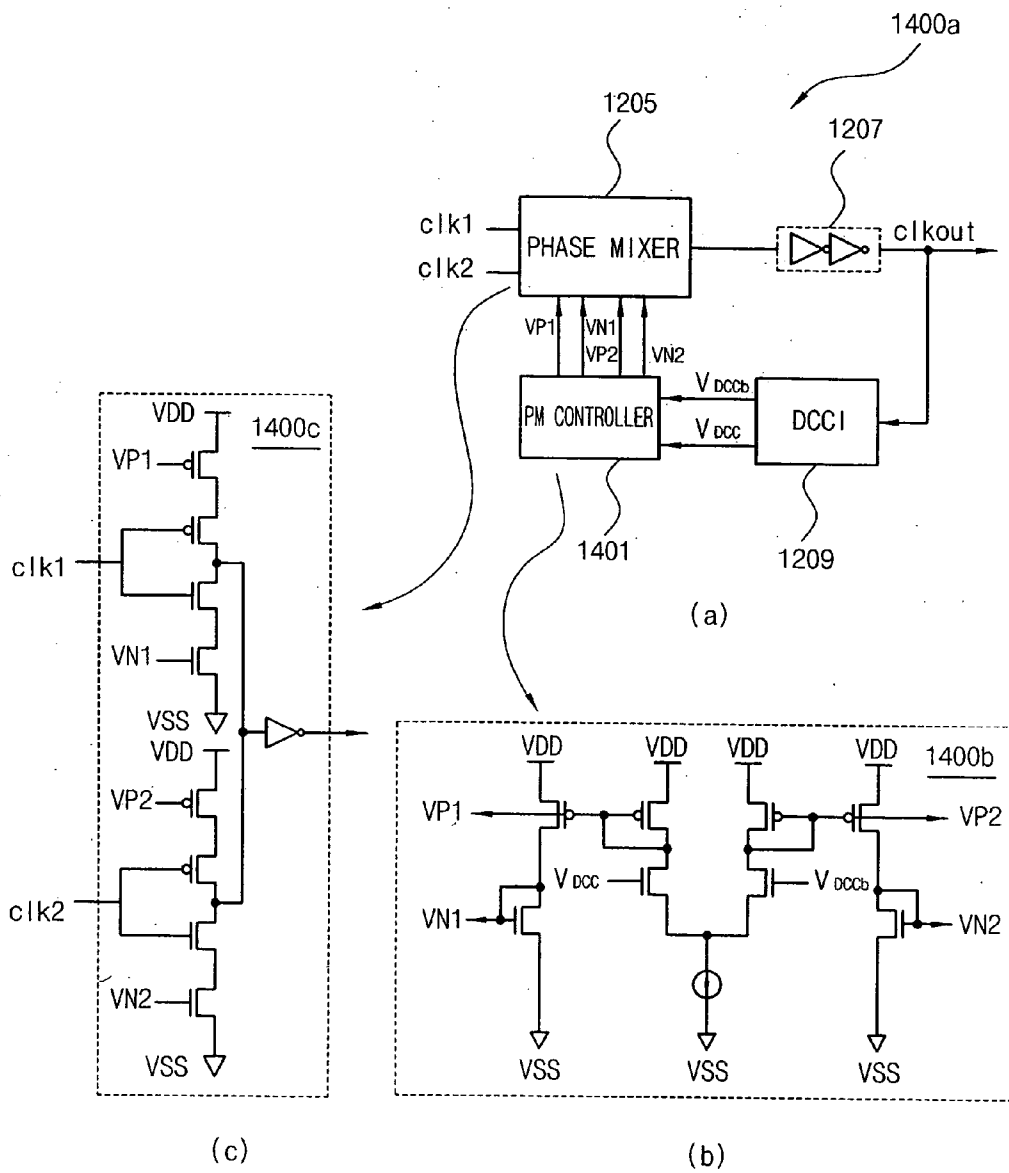 1400a
1205
1207
clk1
clk2
PHASE MIXER
clkout
VP1
VN1
VP2
VN2
PM CONTROLLER
V DCCb
V DCC
DCCI
1401
1209
(a)
1400c
VDD
VP1
clk1
VN1
VSS
VDD
VP2
clk2
VN2
VSS
(c)
1400b
VDD
VDD
VDD
VDD
VP1
VP2
V DCC
V DCCb
VN1
VN2
VSS
VSS
VSS
(b)